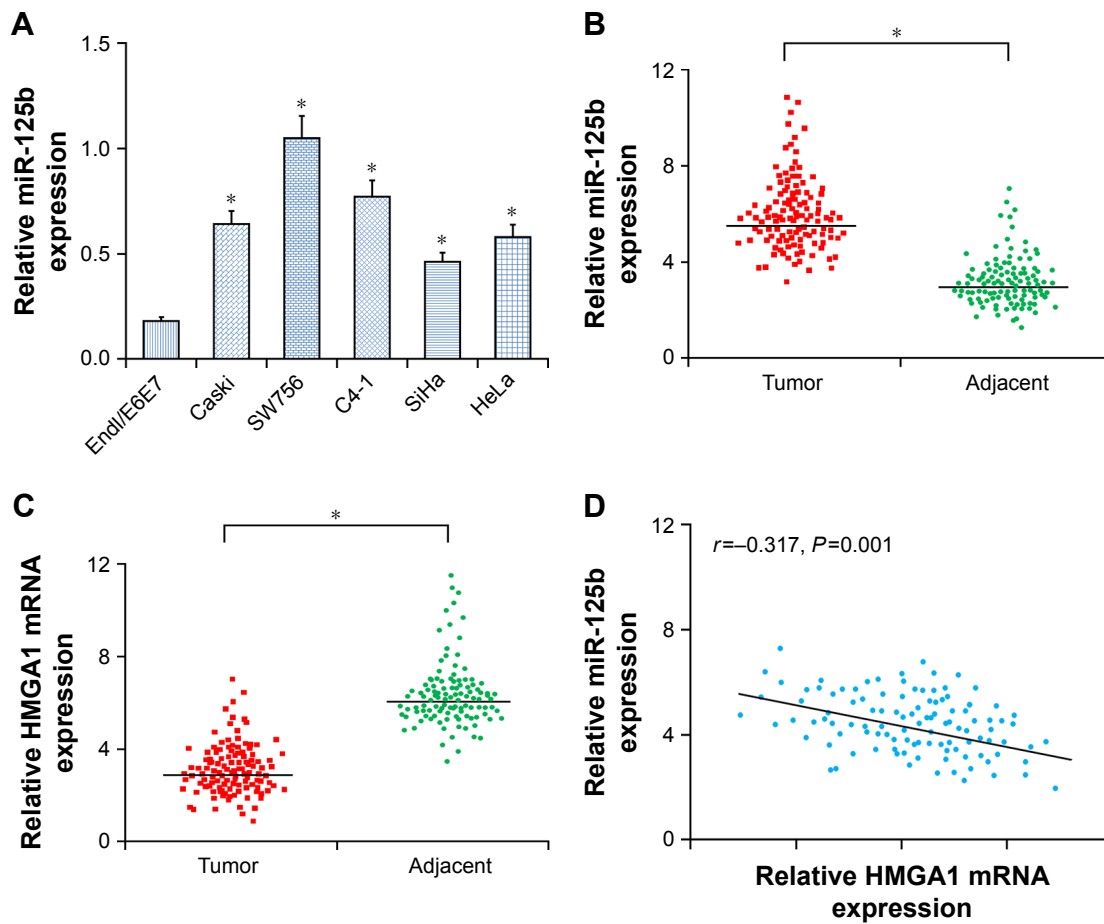 A
Relative miR-125b
expression
1.5
1.0
0.5
0.0
*
*
*
*
*
EndI/E6E7
Caski
SW756
C4-1
SiHa
HeLa
B
Relative miR-125b
expression
12
8
4
0
*
Tumor
Adjacent
C
Relative HMGA1 mRNA
expression
12
8
4
0
*
Tumor
Adjacent
D
Relative miR-125b
expression
12
8
4
0
r=–0.317, P=0.001
Relative HMGA1 mRNA
expression